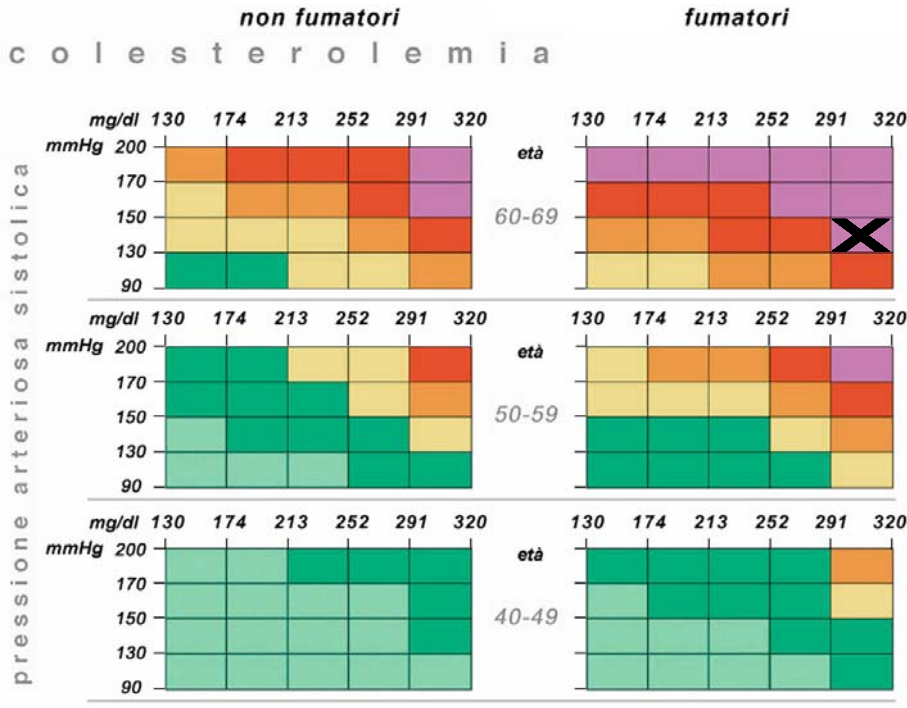 non fumatori fumatori
colesterolemia
mg/dl 130 174 213 252 291 320 130 174 213 252 291 320
mmHg 200 età
170
150 60-69
130
90
mg/dl 130 174 213 252 291 320 130 174 213 252 291 320
mmHg 200 età
170
150 50-59
130
90
mg/dl 130 174 213 252 291 320 130 174 213 252 291 320
mmHg 200 età
170
150 40-49
130
90
pressione arteriosa sistolica